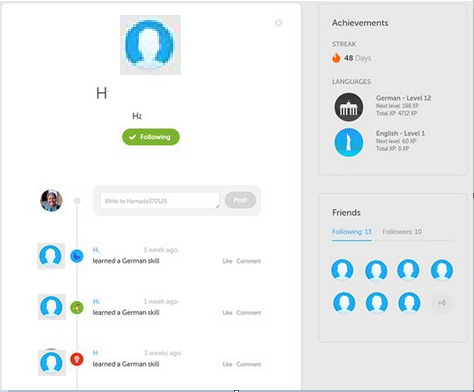 H
Ha
Following
Write to Hamada370125
Post
H.
1 week ago
learned a German skill
Like Comment
Ha
1 week ago
learned a German skill
Like Comment
H
3 weeks ago
learned a German skill
Like Comment
Achievements
STREAK
48 Days
LANGUAGES
German - Level 12
Next level: 188 XP
Total XP: 4712 XP
English - Level 1
Next level: 60 XP
Total XP: 0 XP
Friends
Following: 13 Followers: 10
+6